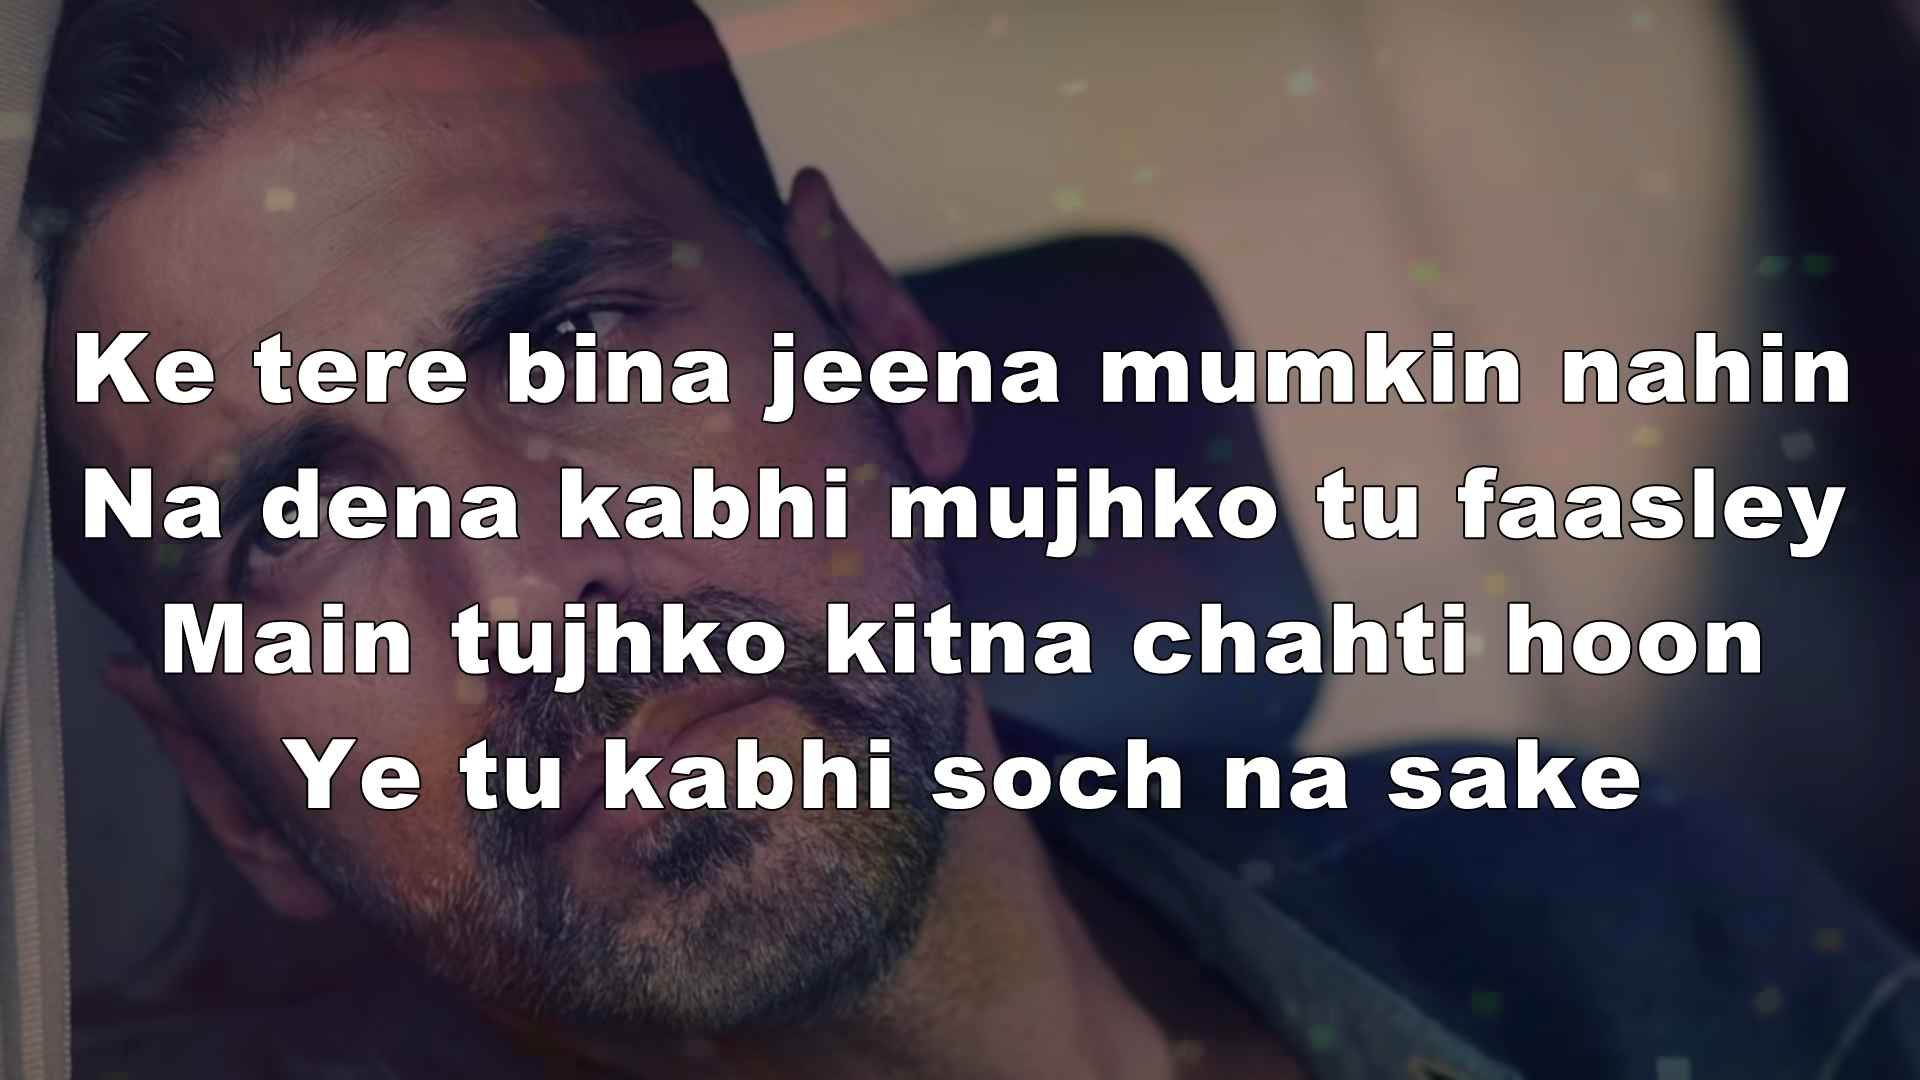 Ke tere bina jeena mumkin nahin
Na dena kabhi mujhko tu faasley
Main tujhko kitna chahti hoon
Ye tu kabhi soch na sake